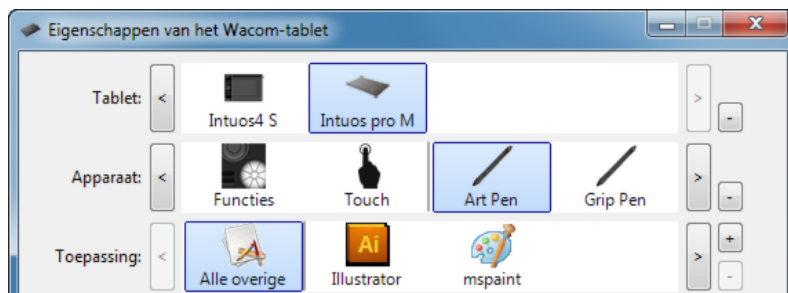 Eigenschappen van het Wacom-tablet
Tablet: < Intuos4 S Intuos pro M > -
Apparaat: < Functies Touch Art Pen Grip Pen > -
Toepassing: < Alle overige Ai Illustrator mspaint > + -